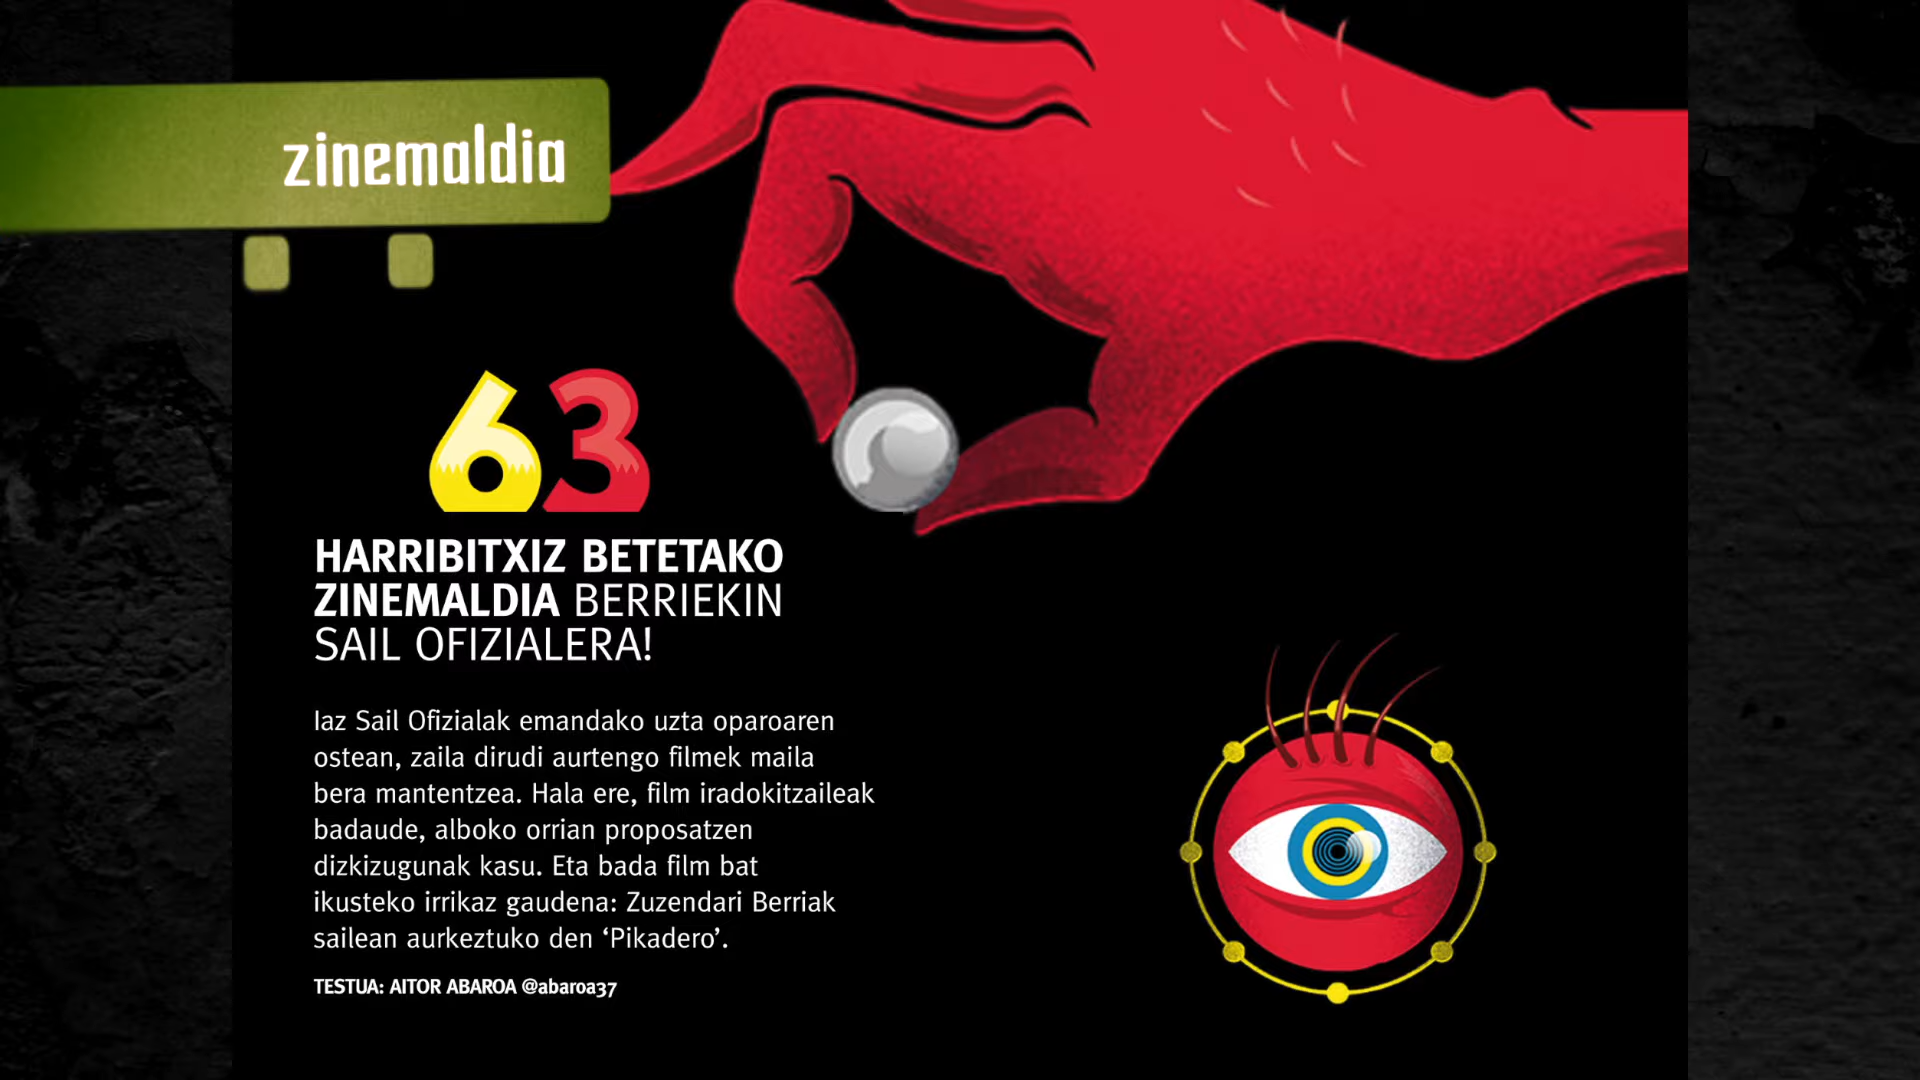 zinemaldia
63
HARRIBITXIZ BETETAKO
ZINEMALDIA BERRIEKIN
SAIL OFIZIALERA!
Iaz Sail Ofizialak emandako uzta oparoaren
ostean, zaila dirudi aurtengo filmek maila
bera mantentzea. Hala ere, film iradokitzaileak
badaude, alboko orrian proposatzen
dizkizugunak kasu. Eta bada film bat
ikusteko irrikaz gaudena: Zuzendari Berriak
sailean aurkeztuko den ‘Pikadero’.
TESTUA: AITOR ABAROA @abaroa37